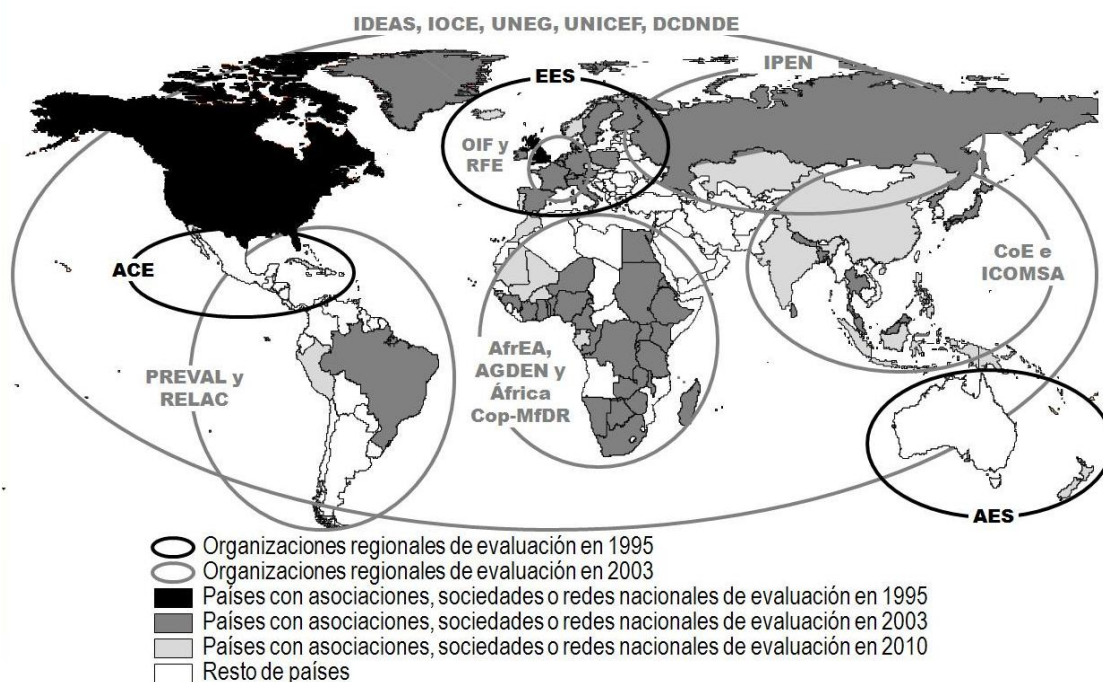 IDEAS, IOCE, UNEG, UNICEF, DCDNDE
IPEN
EES
OIF y
RFE
ACE
CoE e
ICOMSA
PREVAL y
RELAC
AfrEA,
AGDEN y
África
Cop-MfDR
AES
Organizaciones regionales de evaluación en 1995
Organizaciones regionales de evaluación en 2003
Países con asociaciones, sociedades o redes nacionales de evaluación en 1995
Países con asociaciones, sociedades o redes nacionales de evaluación en 2003
Países con asociaciones, sociedades o redes nacionales de evaluación en 2010
Resto de países